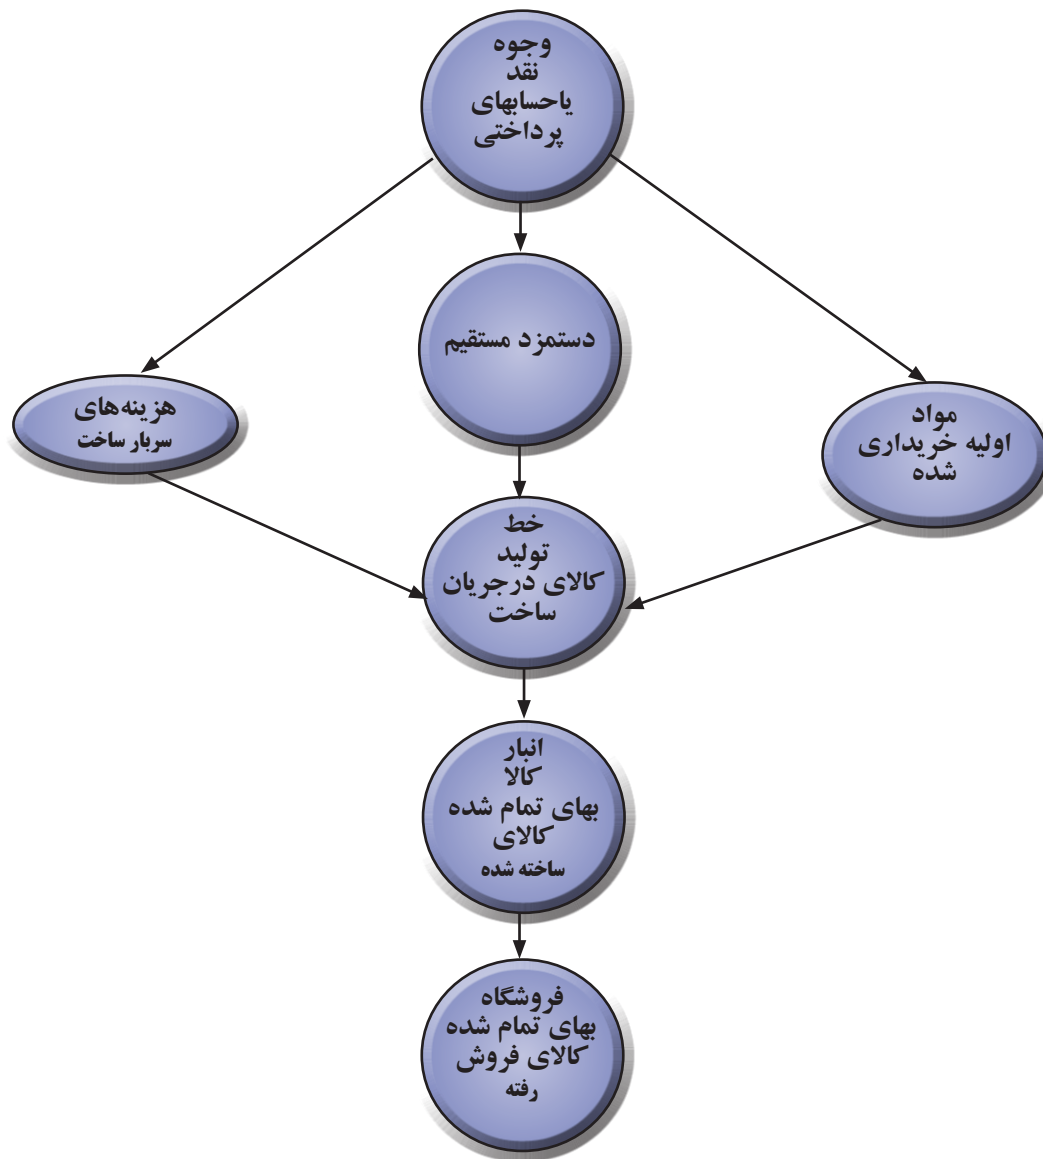 وجوه
نقد
یاحسابهای
پرداختی
دستمزد مستقیم
مواد
اولیه خریداری
شده
هزینه‌های
سربار ساخت
خط
تولید
کالای درجریان
ساخت
انبار
کالا
بهای تمام شده
کالای
ساخته شده
فروشگاه
بهای تمام شده
کالای فروش
رفته